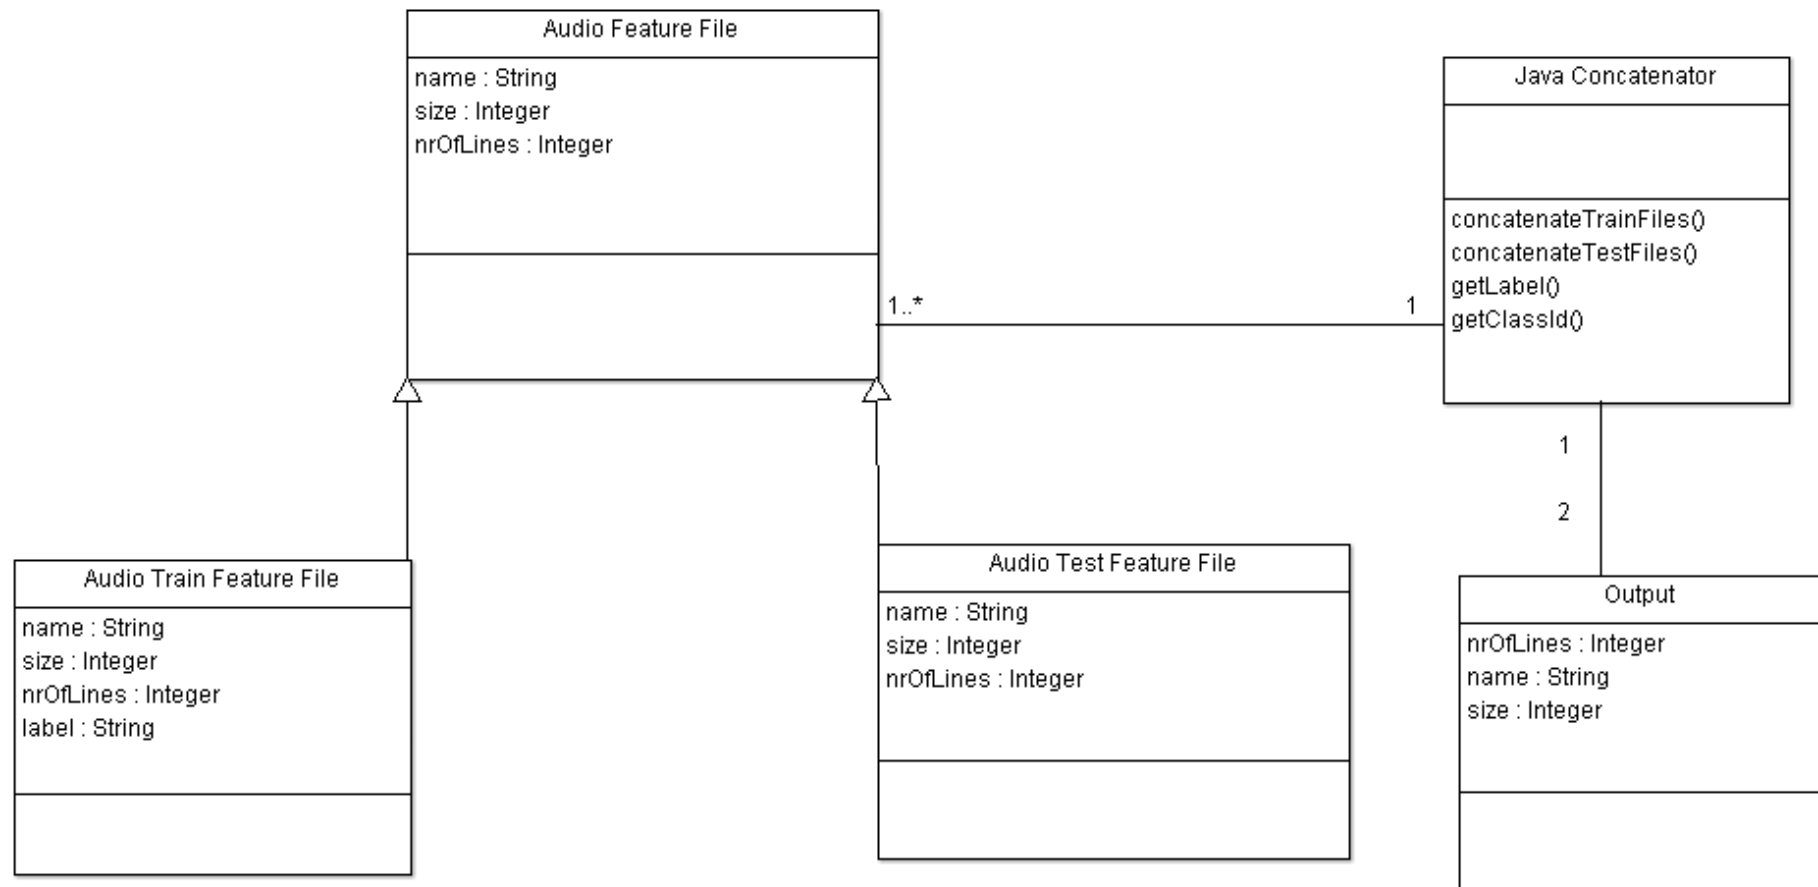 Audio Feature File
name : String
size : Integer
nrOfLines : Integer
Java Concatenator
concatenateTrainFiles()
concatenateTestFiles()
getLabel()
getClassId()
1..*
1
1
2
Audio Train Feature File
name : String
size : Integer
nrOfLines : Integer
label : String
Audio Test Feature File
name : String
size : Integer
nrOfLines : Integer
Output
nrOfLines : Integer
name : String
size : Integer